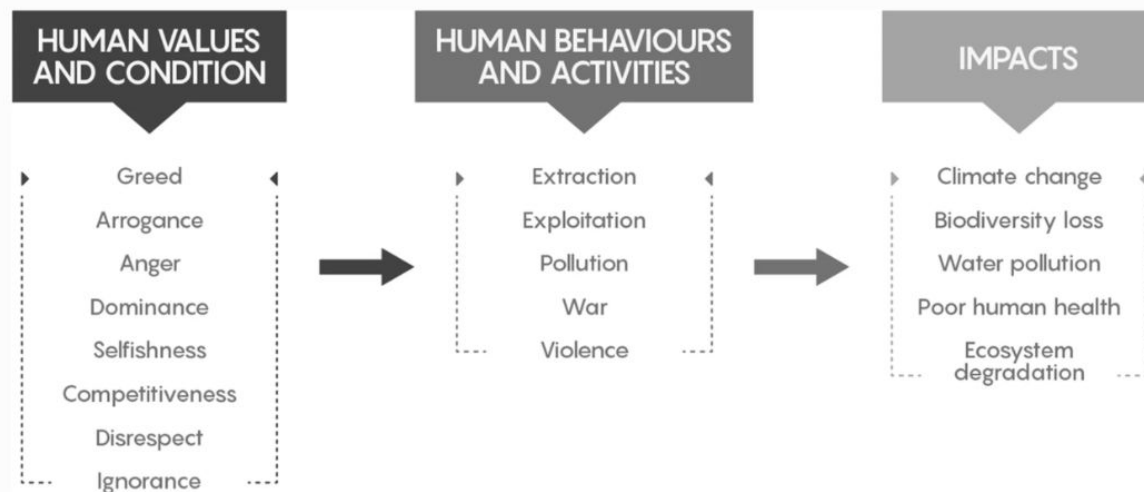 HUMAN VALUES
AND CONDITION
Greed
Arrogance
Anger
Dominance
Selfishness
Competitiveness
Disrespect
Ignorance
HUMAN BEHAVIOURS
AND ACTIVITIES
Extraction
Exploitation
Pollution
War
Violence
IMPACTS
Climate change
Biodiversity loss
Water pollution
Poor human health
Ecosystem
degradation